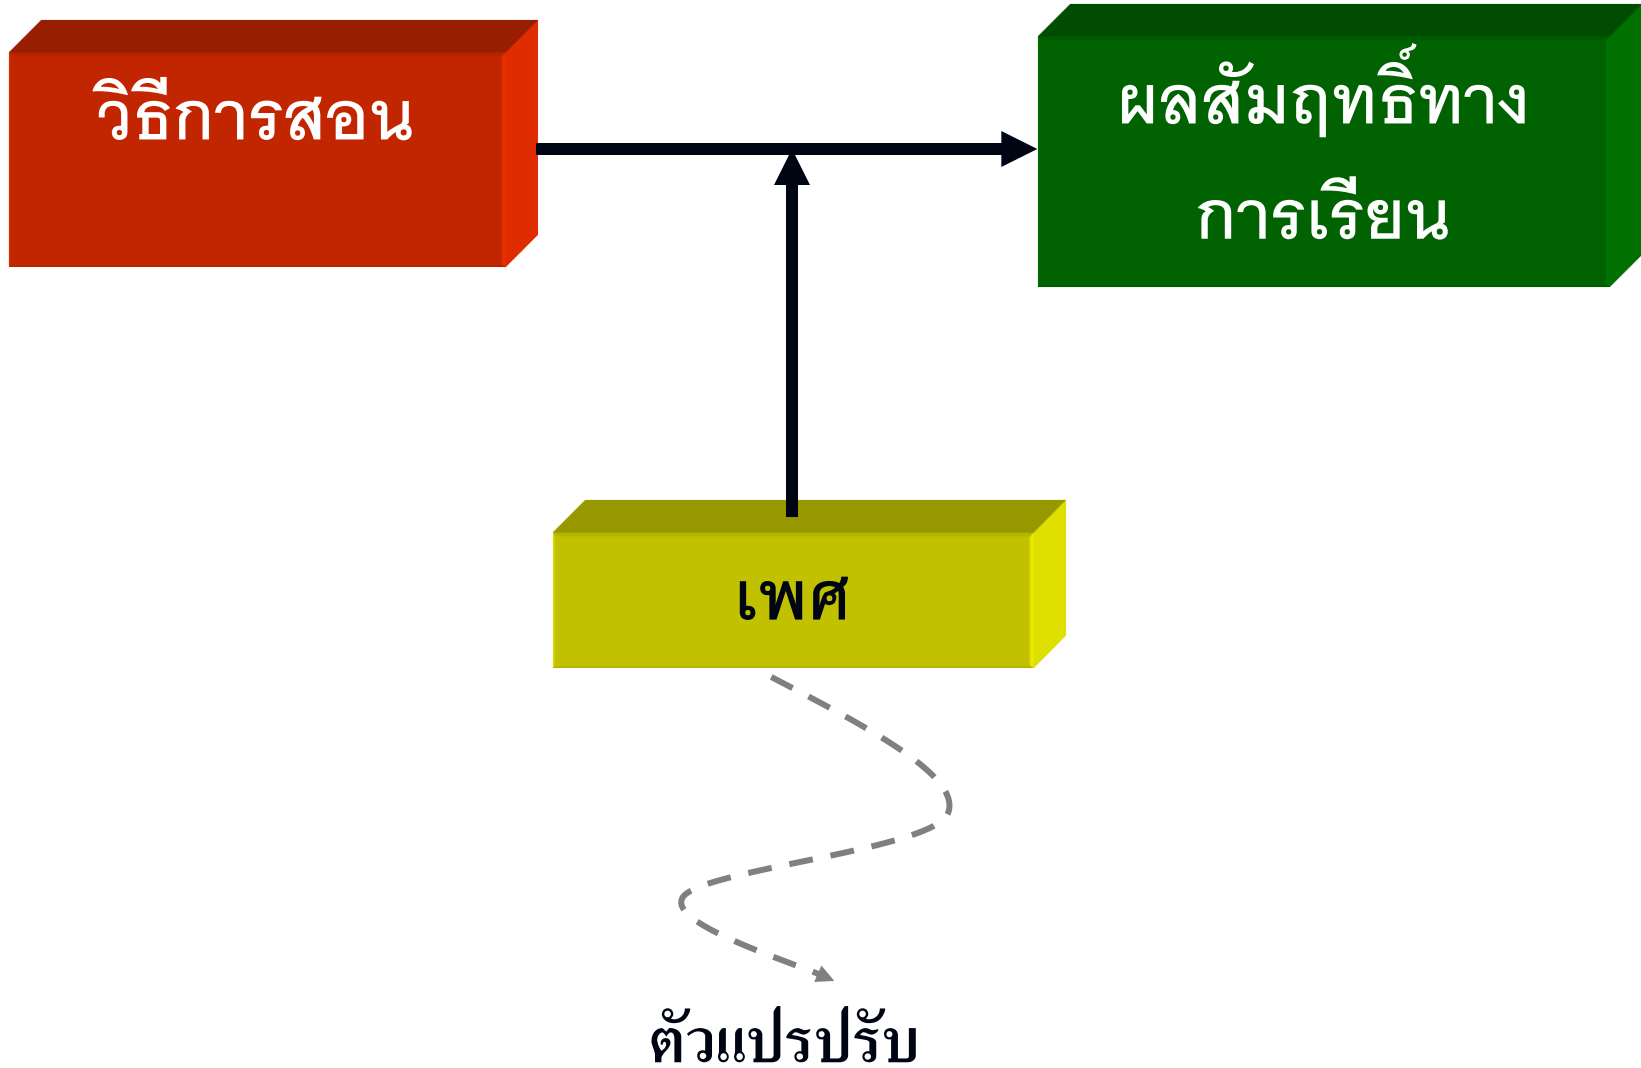 วิธีการสอน
ผลสัมฤทธิ์ทาง
การเรียน
เพศ
ตัวแปรปรับ